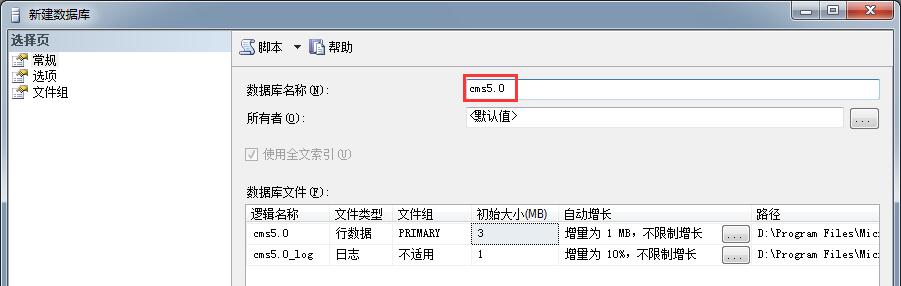 新建数据库
选择页
常规
选项
文件组
脚本 帮助
数据库名称(N):
cms5.0
所有者(O):
<默认值>
...
使用全文索引(U)
数据库文件(F):
逻辑名称 文件类型 文件组 初始大小(MB) 自动增长 路径
cms5.0 行数据 PRIMARY 3 增量为 1 MB，不限制增长 ... D:\Program Files\Mic
cms5.0_log 日志 不适用 1 增量为 10%，不限制增长 ... D:\Program Files\Mic